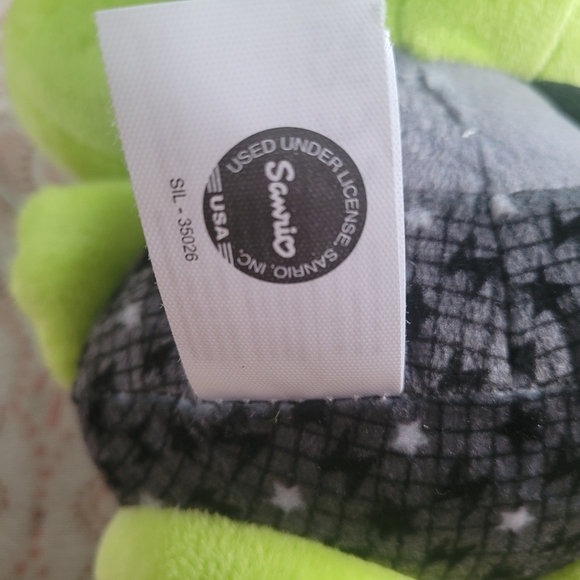 USED UNDER LICENSE. SANRIO, INC.
Sanrio
USA
SIL - 35026